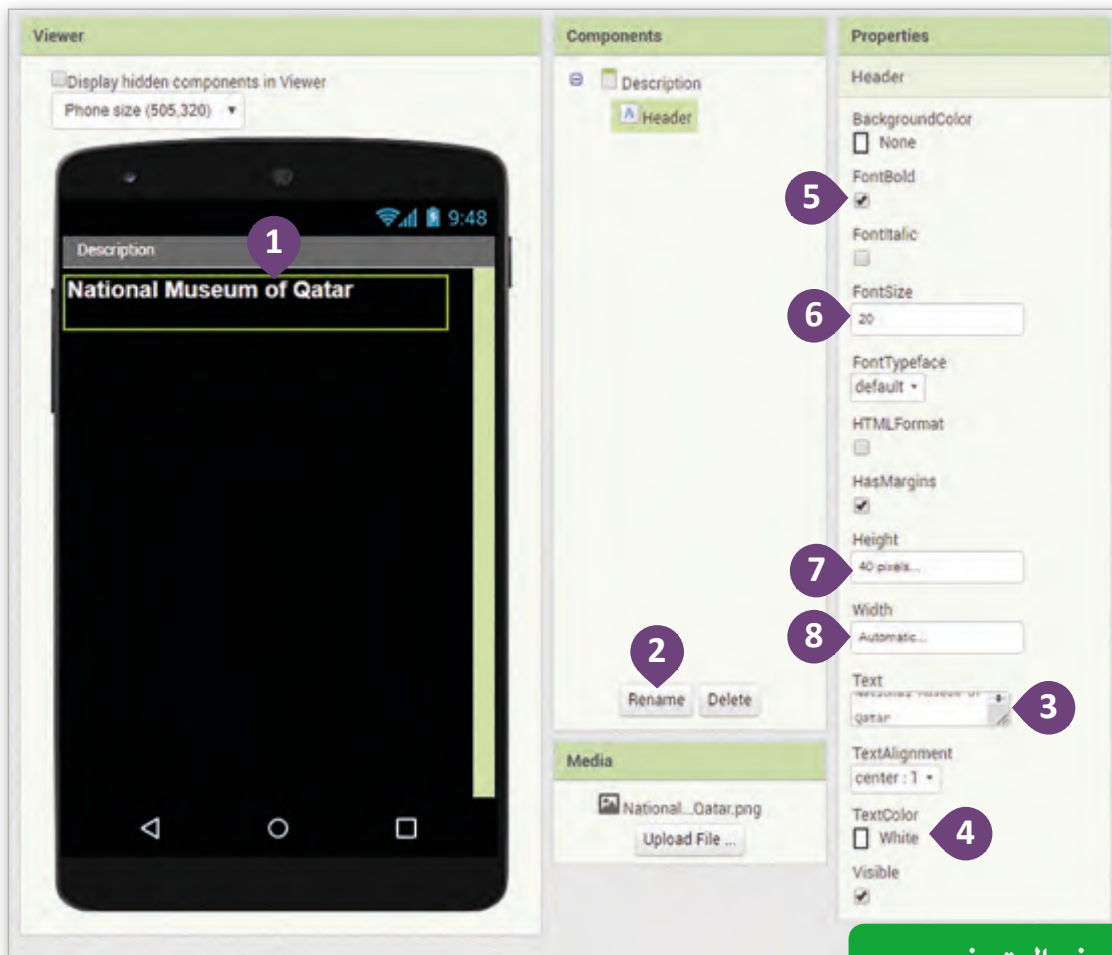 Viewer
Display hidden components in Viewer
Phone size (505,320)
9:48
Description
1
National Museum of Qatar
Components
Description
Header
2
Rename Delete
Media
National...Qatar.png
Upload File ...
Properties
Header
BackgroundColor
None
FontBold
5
FontItalic
FontSize
6
20
FontTypeface
default
HTMLFormat
HasMargins
Height
7
40 pixels...
Width
8
Automatic...
Text
National Museum of
Qatar
3
TextAlignment
center : 1
TextColor
White
4
Visible